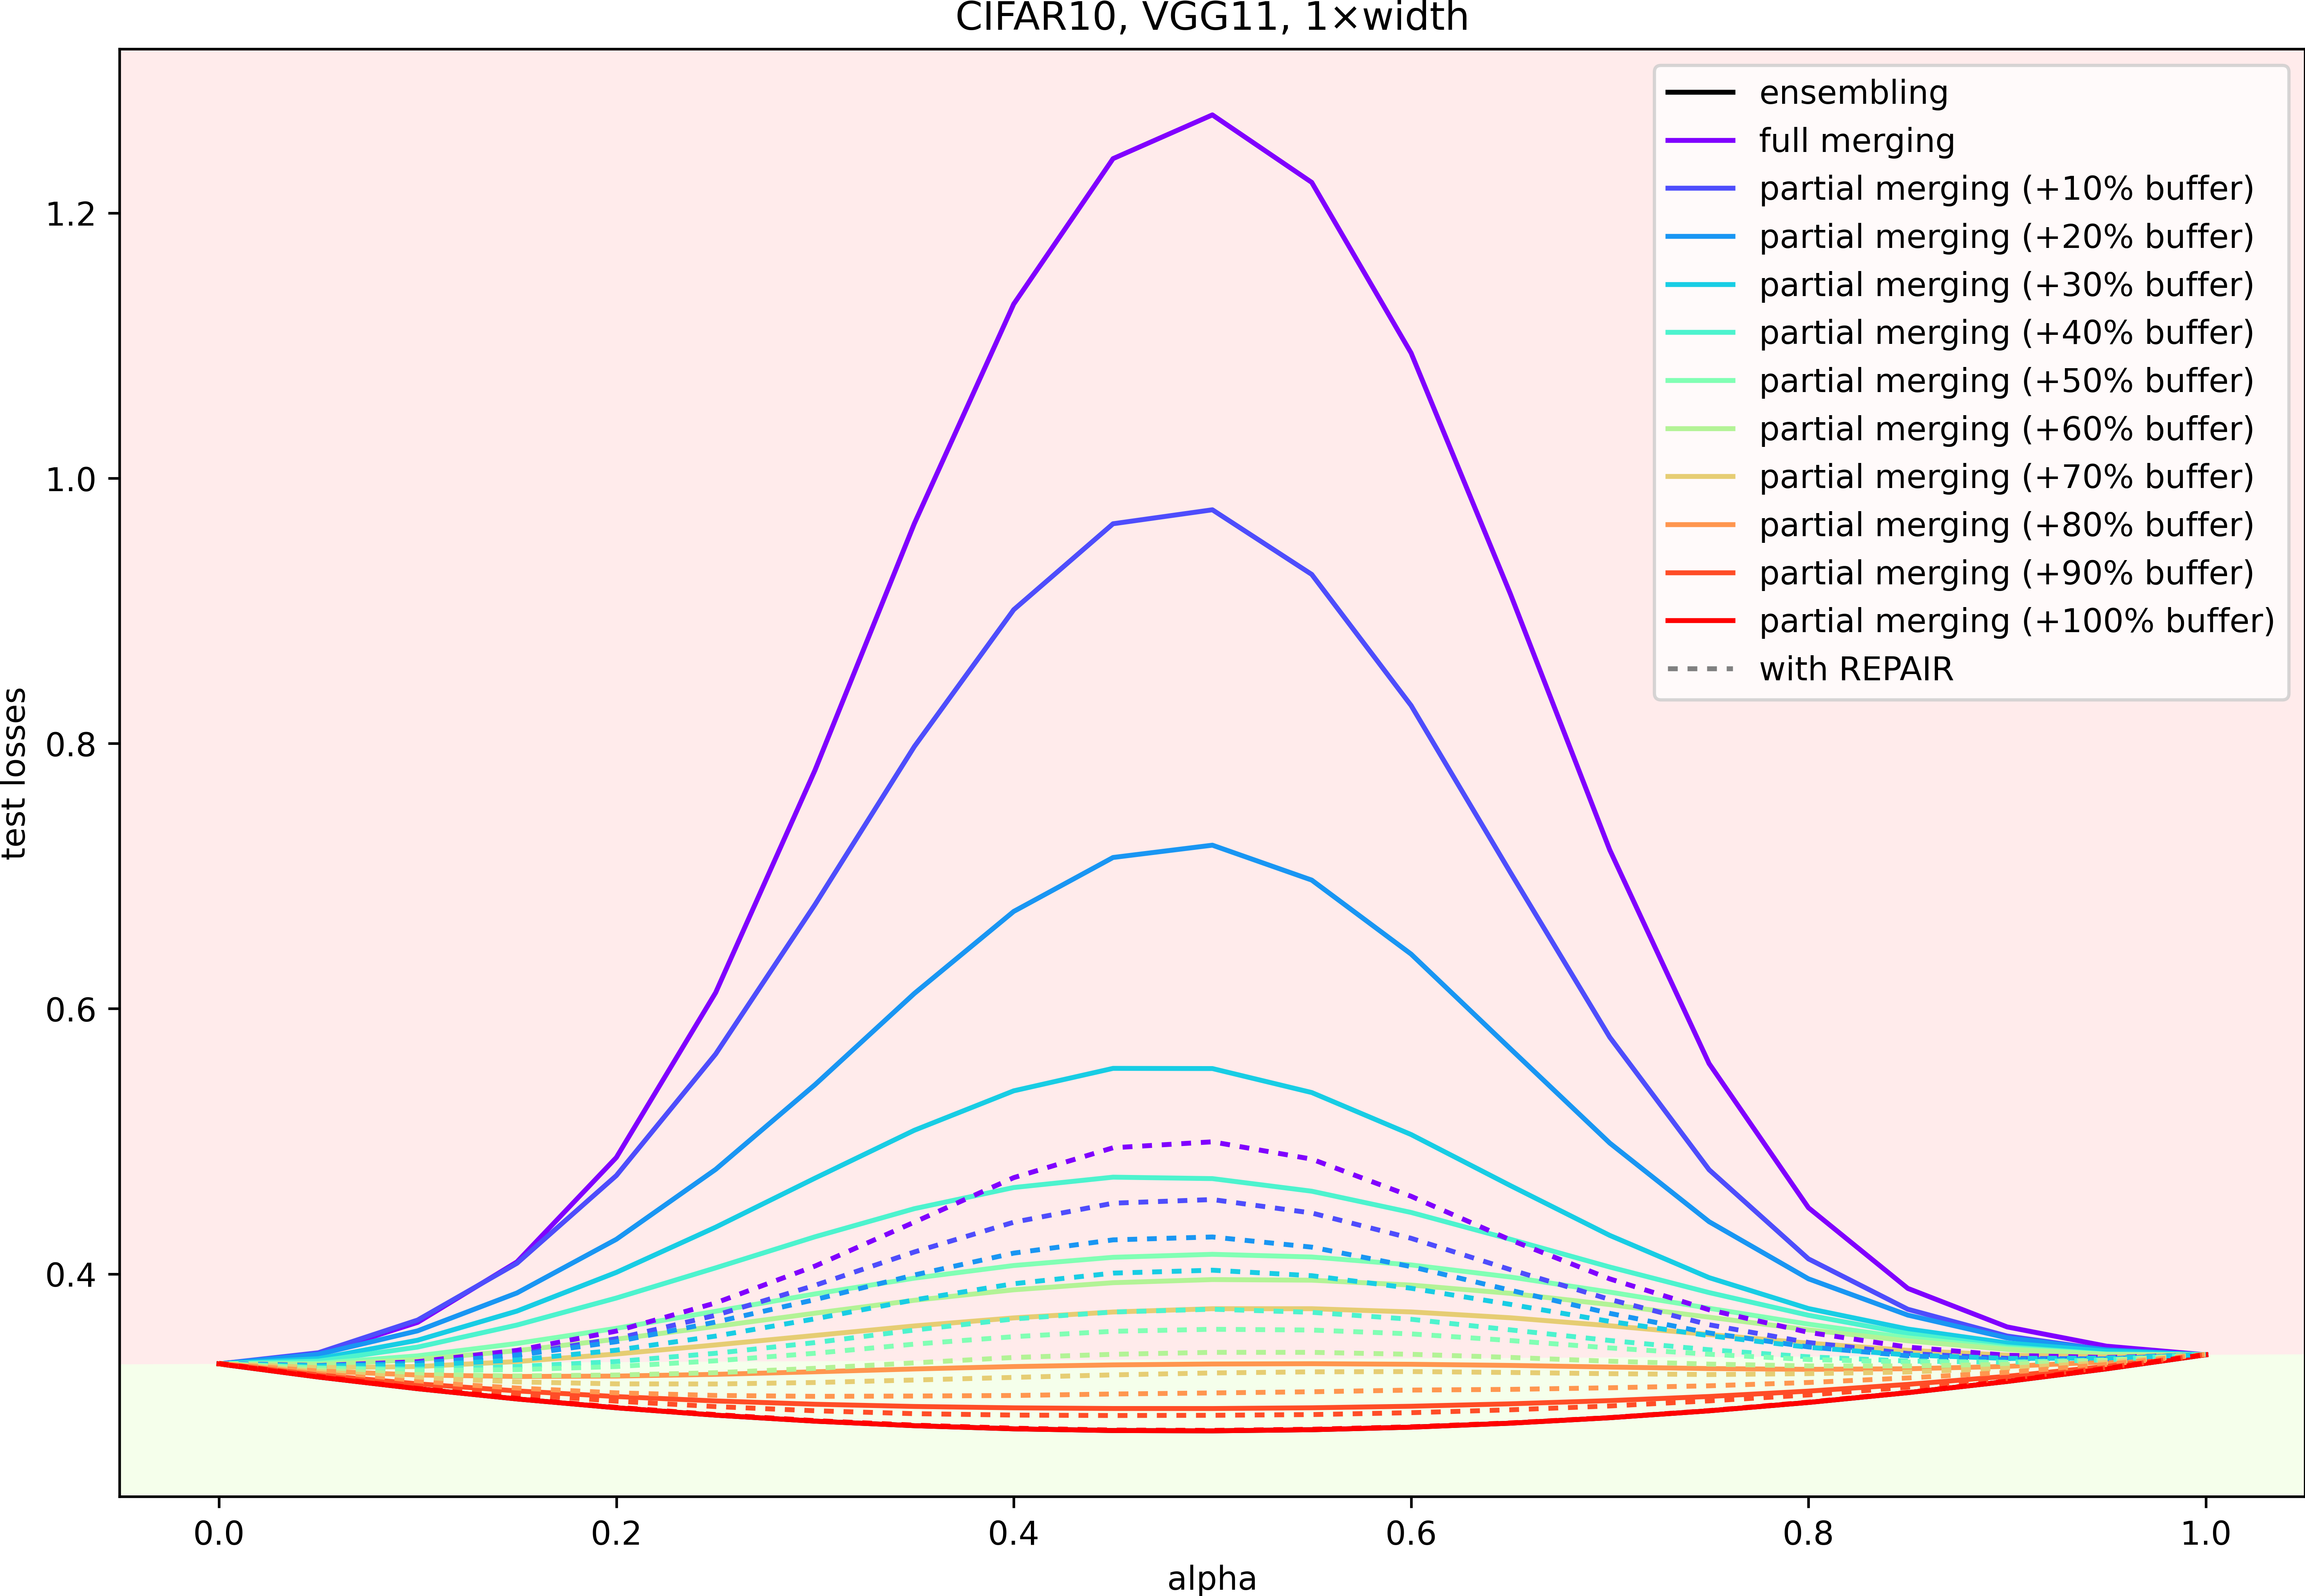 CIFAR10, VGG11, 1×width
ensembling
full merging
partial merging (+10% buffer)
partial merging (+20% buffer)
partial merging (+30% buffer)
partial merging (+40% buffer)
partial merging (+50% buffer)
partial merging (+60% buffer)
partial merging (+70% buffer)
partial merging (+80% buffer)
partial merging (+90% buffer)
partial merging (+100% buffer)
with REPAIR
test losses
1.2
1.0
0.8
0.6
0.4
0.0 0.2 0.4 0.6 0.8 1.0
alpha